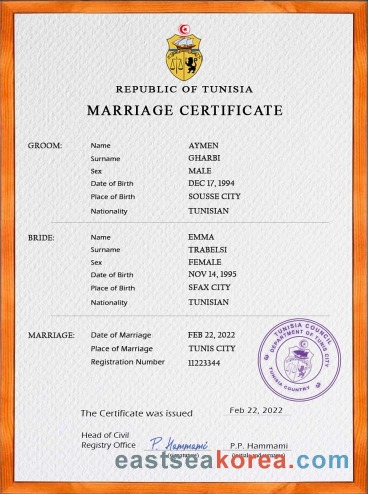 REPUBLIC OF TUNISIA
MARRIAGE CERTIFICATE
GROOM: Name AYMEN
Surname GHARBI
Sex MALE
Date of Birth DEC 17, 1994
Place of Birth SOUSSE CITY
Nationality TUNISIAN
BRIDE: Name EMMA
Surname TRABELSI
Sex FEMALE
Date of Birth NOV 14, 1995
Place of Birth SFAX CITY
Nationality TUNISIAN
MARRIAGE: Date of Marriage FEB 22, 2022
Place of Marriage TUNIS CITY
Registration Number 11223344
TUNISIA COUNCIL
DEPARTMENT OF TUNIS CITY
TUNISIA COUNTRY
The Certificate was issued Feb 22, 2022
Head of Civil
Registry Office P. Hammami P.P. Hammami
(signature)
eastseakorea.com